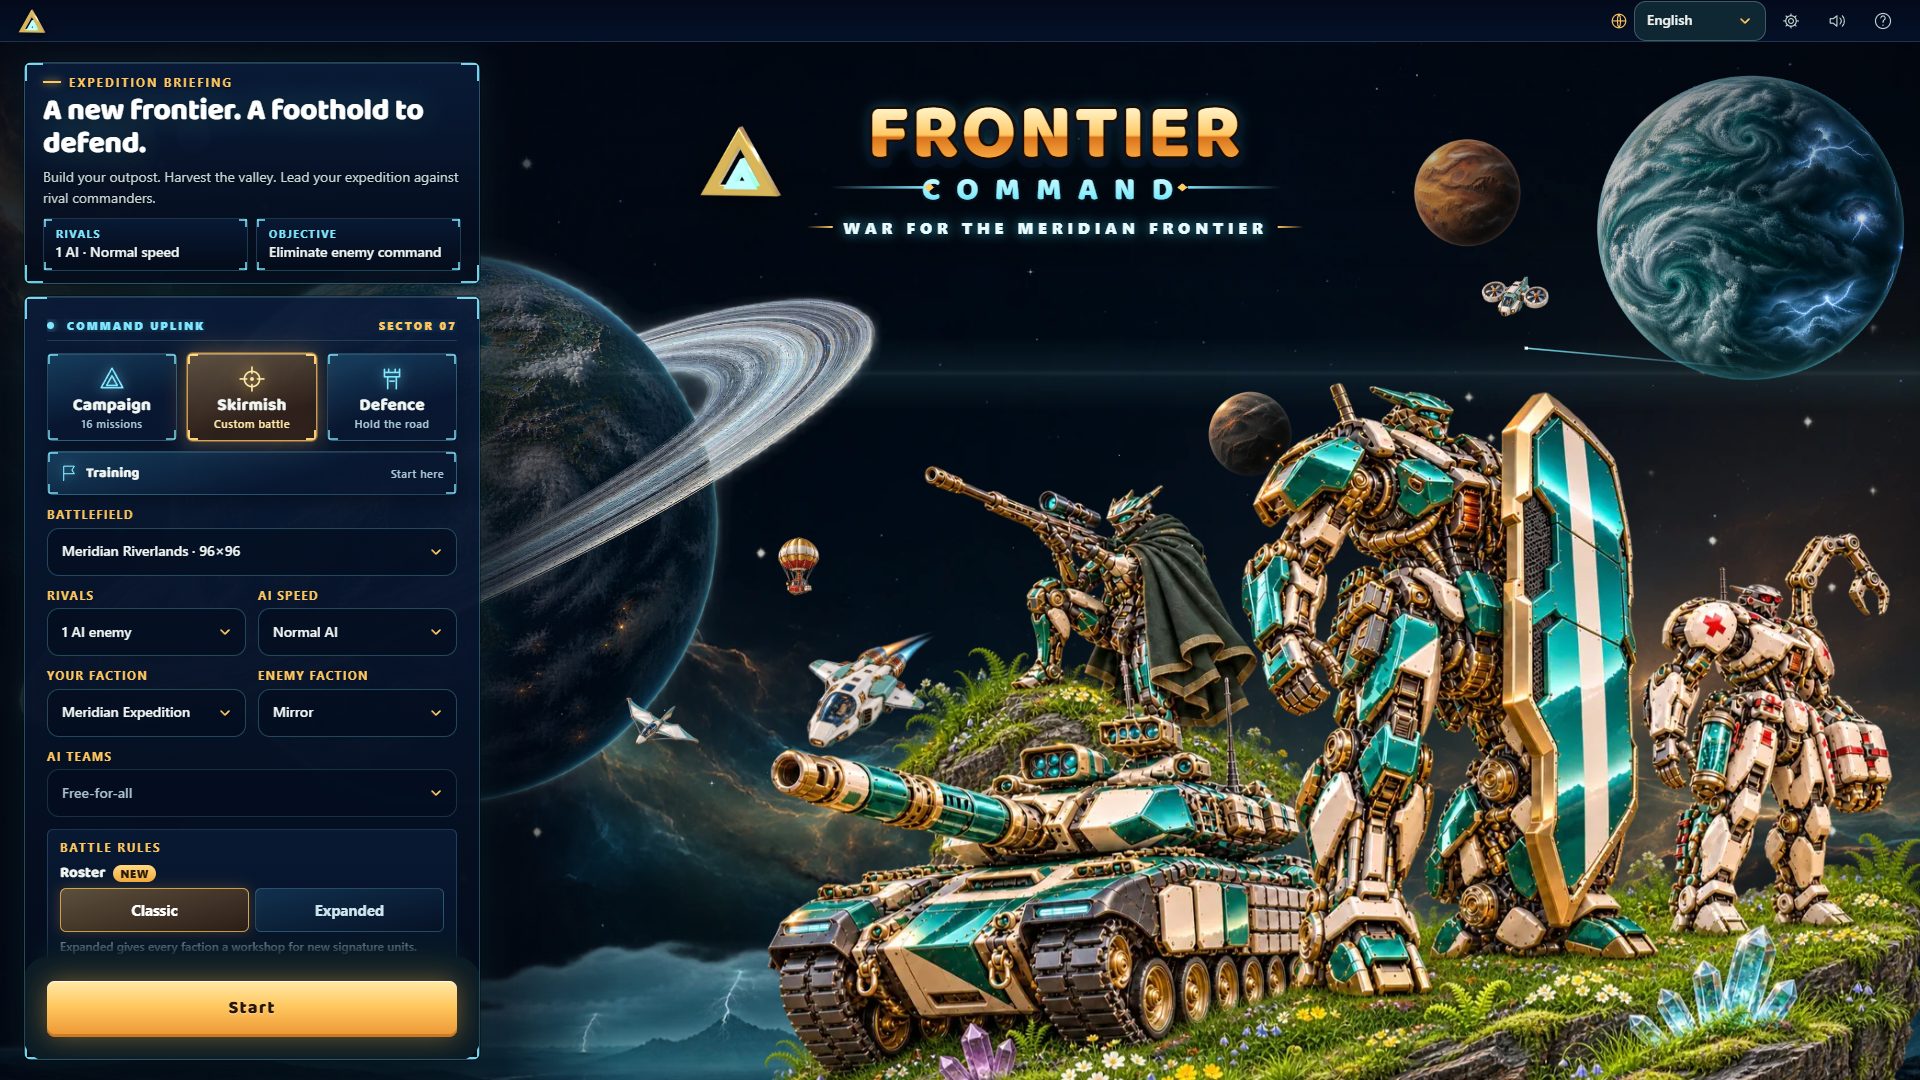 English
EXPEDITION BRIEFING
A new frontier. A foothold to
defend.
Build your outpost. Harvest the valley. Lead your expedition against
rival commanders.
RIVALS
1 AI · Normal speed
OBJECTIVE
Eliminate enemy command
FRONTIER
COMMAND
WAR FOR THE MERIDIAN FRONTIER
COMMAND UPLINK
SECTOR 07
Campaign
16 missions
Skirmish
Custom battle
Defence
Hold the road
Training
Start here
BATTLEFIELD
Meridian Riverlands · 96×96
RIVALS
1 AI enemy
AI SPEED
Normal AI
YOUR FACTION
Meridian Expedition
ENEMY FACTION
Mirror
AI TEAMS
Free-for-all
BATTLE RULES
Roster NEW
Classic
Expanded
Expanded gives every faction a workshop for new signature units.
Start